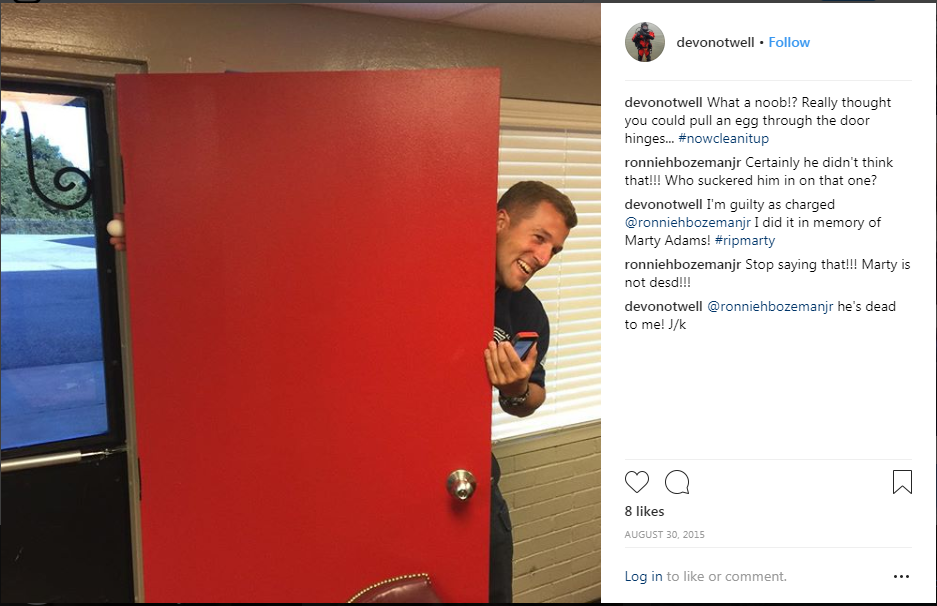 devonotwell • Follow
devonotwell What a noob!? Really thought
you could pull an egg through the door
hinges... #nowcleanitup
ronniehbozemanjr Certainly he didn't think
that!!! Who suckered him in on that one?
devonotwell I'm guilty as charged
@ronniehbozemanjr I did it in memory of
Marty Adams! #ripmarty
ronniehbozemanjr Stop saying that!!! Marty is
not desd!!!
devonotwell @ronniehbozemanjr he's dead
to me! J/k
8 likes
AUGUST 30, 2015
Log in to like or comment.